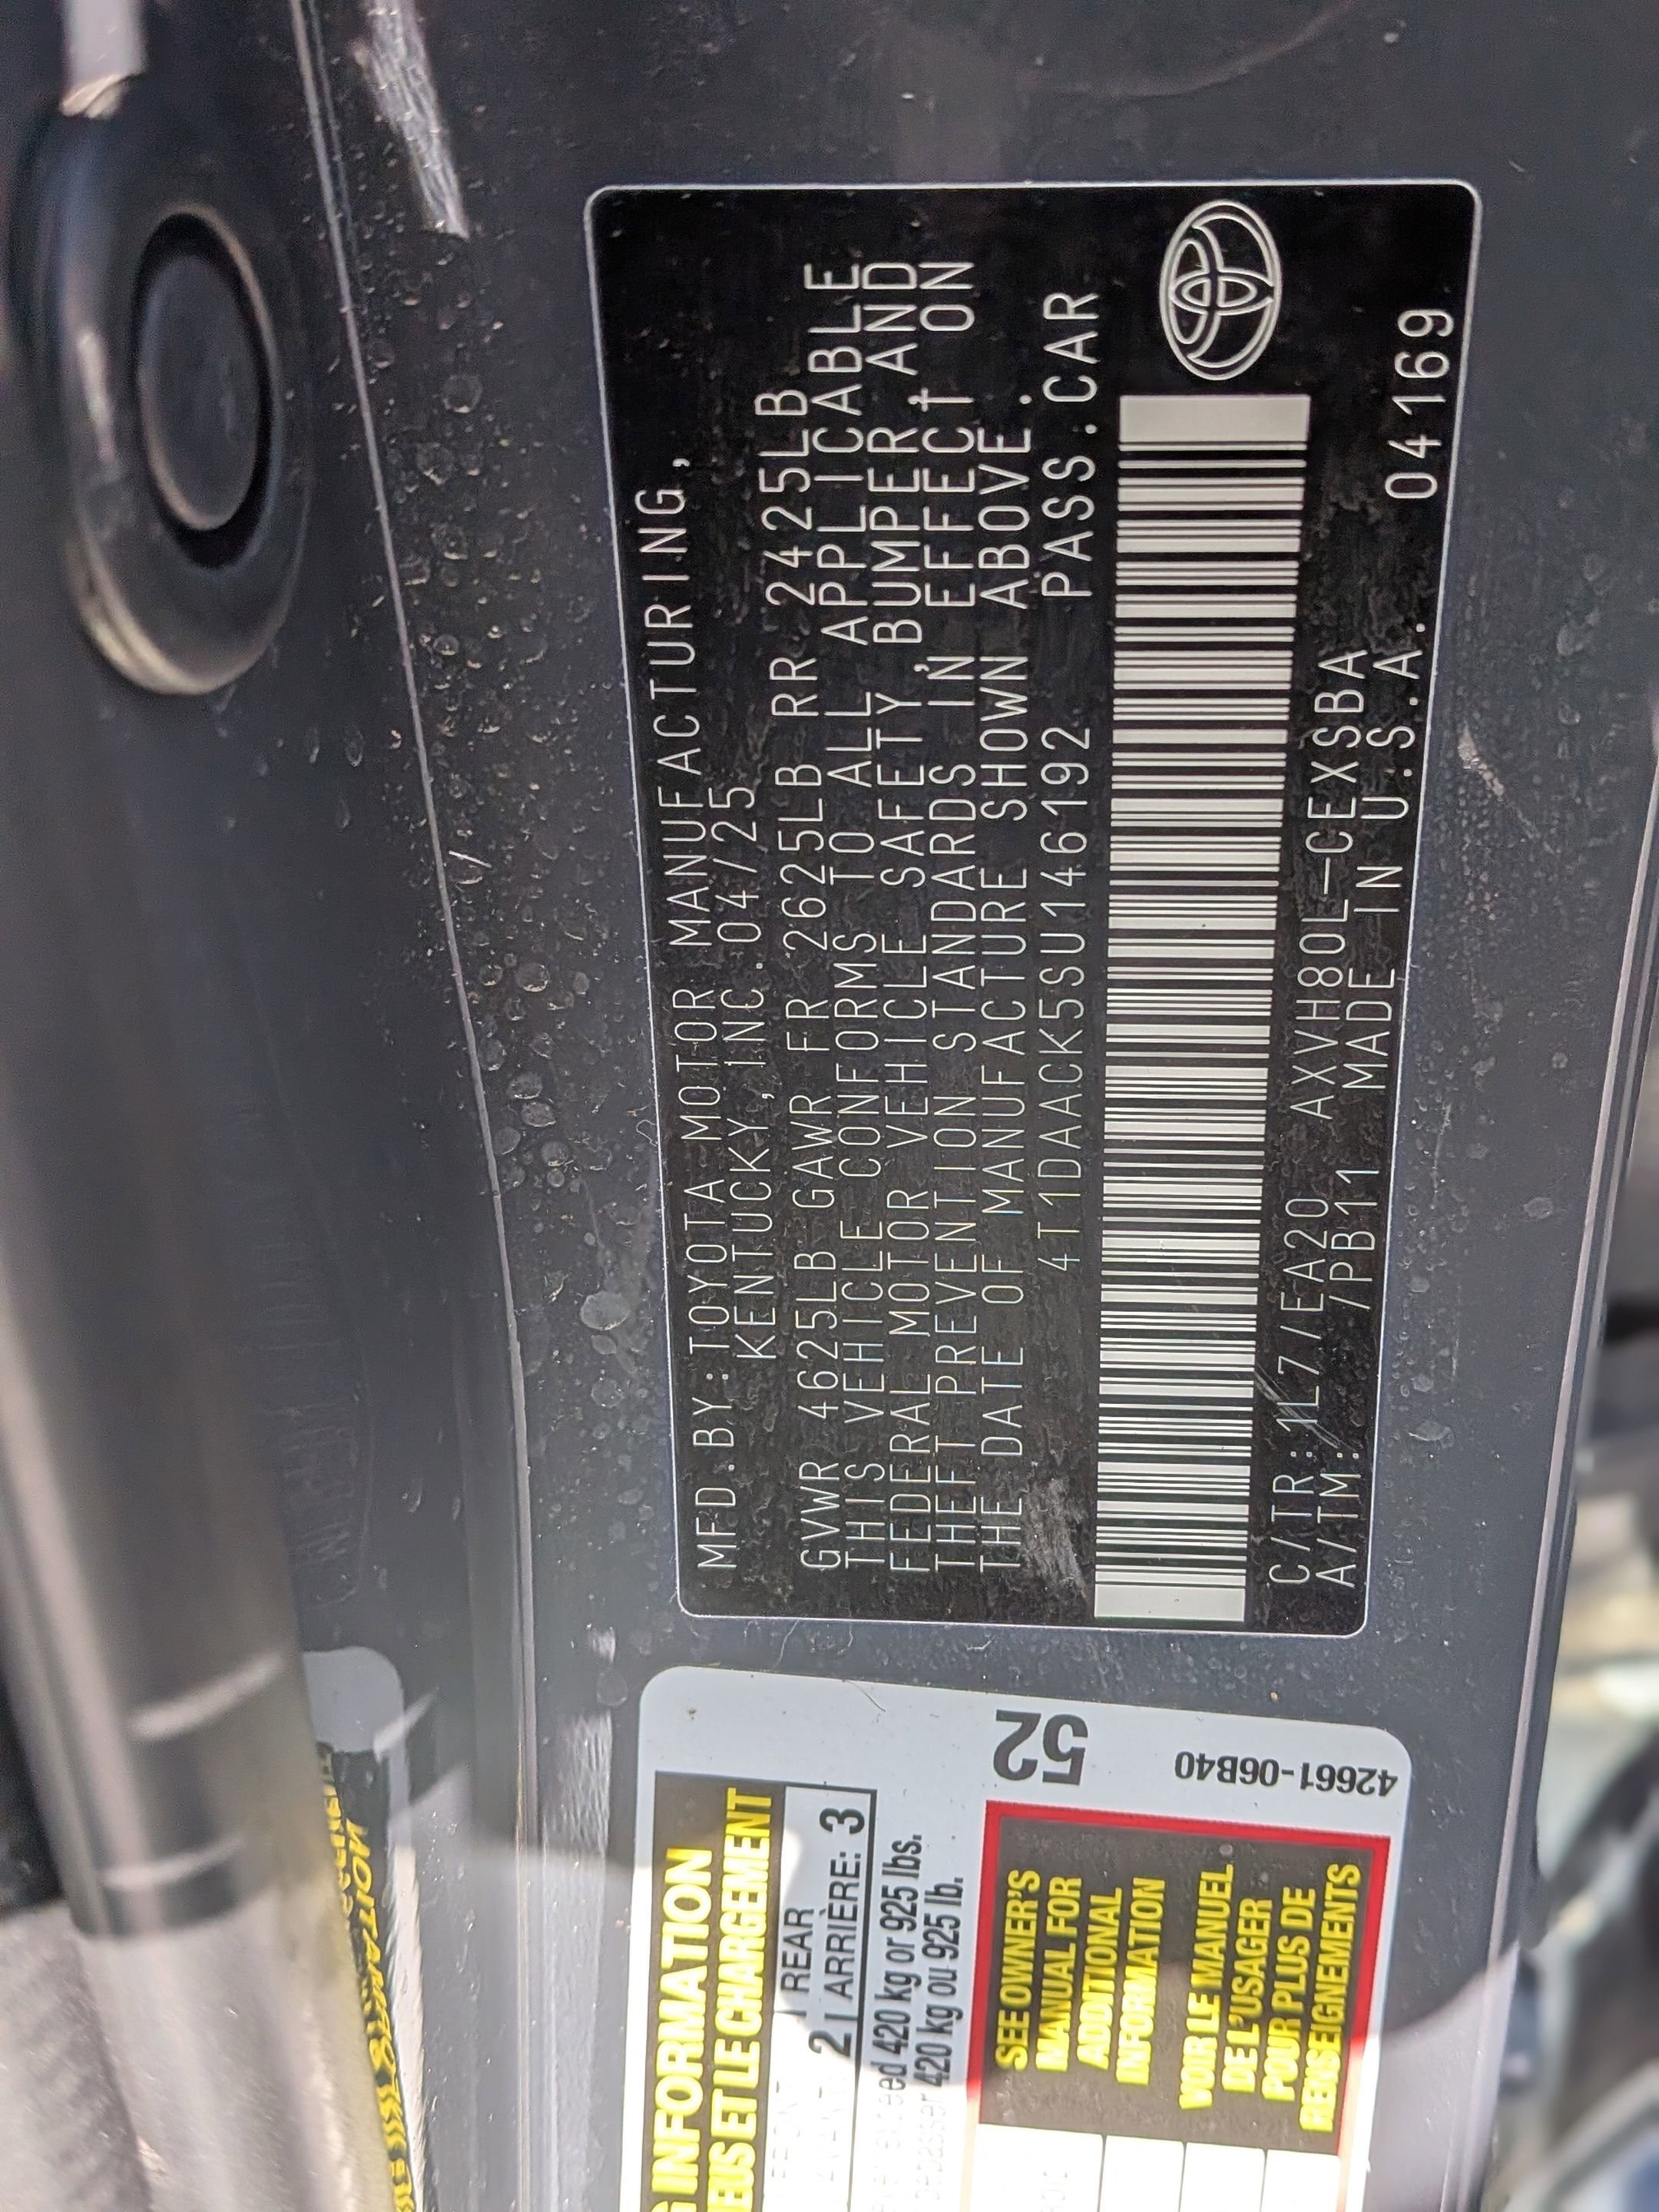 MFD.BY:TOYOTA MOTOR MANUFACTURING,
KENTUCKY,INC.04/25
GVWR 4625LB GAWR FR 2625LB RR 2425LB
THIS VEHICLE CONFORMS TO ALL APPLICABLE
FEDERAL MOTOR VEHICLE SAFETY, BUMPER, AND
THEFT PREVENTION STANDARDS IN EFFECT ON
THE DATE OF MANUFACTURE SHOWN ABOVE.
4T1DAACK5SU146192 PASS.CAR
C/TR:1L7/EA20 AXVH80L-CEXSBA
A/TM: /PB11 MADE IN U.S.A. 04169
INFORMATION
ET LE CHARGEMENT
REAR
2 ARRIÈRE: 3
420 kg or 925 lbs.
420 kg ou 925 lb.
52
42661-06B40
SEE OWNER'S
MANUAL FOR
ADDITIONAL
INFORMATION
VOIR LE MANUEL
DE L'USAGER
POUR PLUS DE
RENSEIGNEMENTS